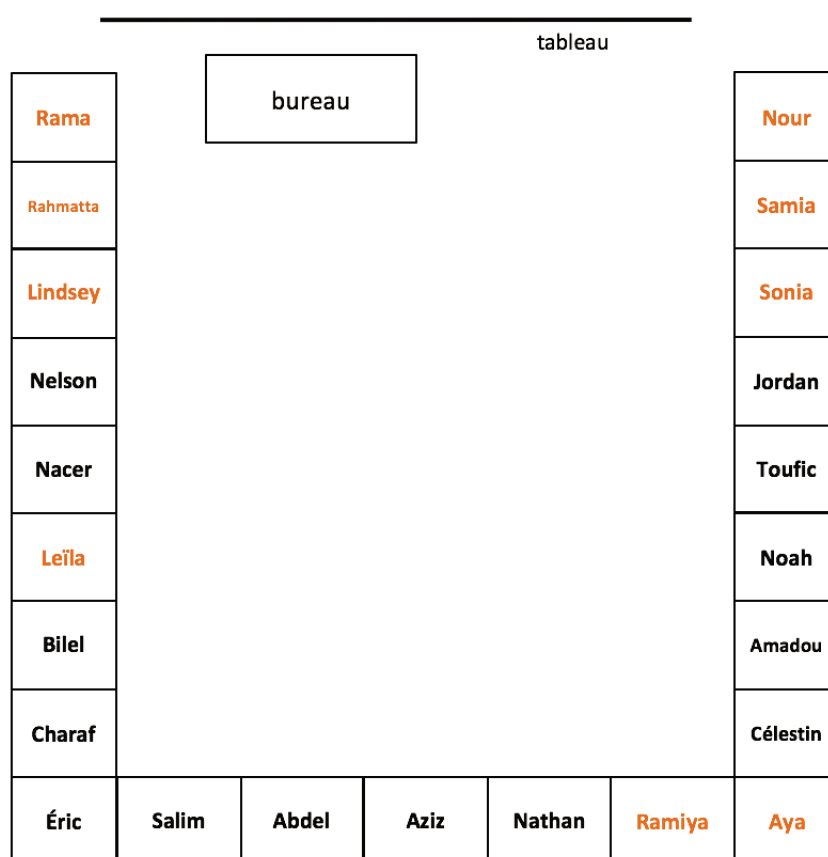 tableau
bureau
Rama
Nour
Rahmatta
Samia
Lindsey
Sonia
Nelson
Jordan
Nacer
Toufic
Leïla
Noah
Bilel
Amadou
Charaf
Célestin
Éric Salim Abdel Aziz Nathan Ramiya Aya